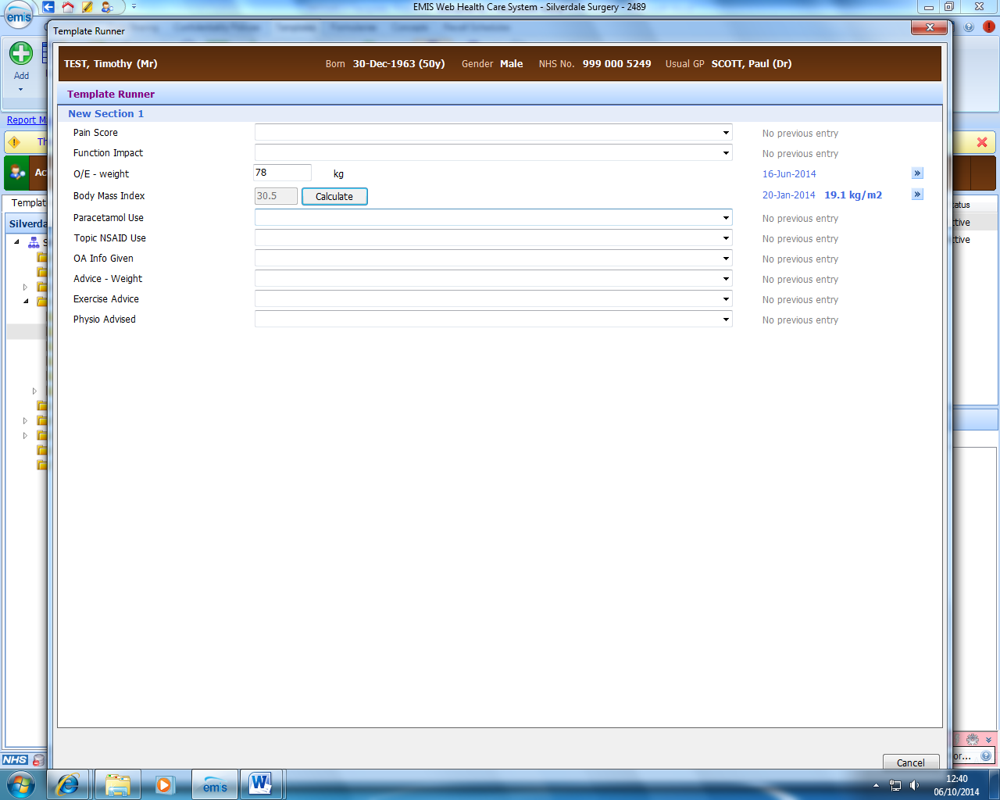 EMIS Web Health Care System - Silverdale Surgery - 2489
emis
Template Runner
Add
TEST, Timothy (Mr) Born 30-Dec-1963 (50y) Gender Male NHS No. 999 000 5249 Usual GP SCOTT, Paul (Dr)
Template Runner
New Section 1
Report M
Th
Ac
Templat
Silverda
S
Pain Score No previous entry
Function Impact No previous entry
O/E - weight 78 kg 16-Jun-2014
Body Mass Index 30.5 Calculate 20-Jan-2014 19.1 kg/m2
Paracetamol Use No previous entry
Topic NSAID Use No previous entry
OA Info Given No previous entry
Advice - Weight No previous entry
Exercise Advice No previous entry
Physio Advised No previous entry
atus
tive
tive
NHS
or...
Cancel
emis
12:40
06/10/2014